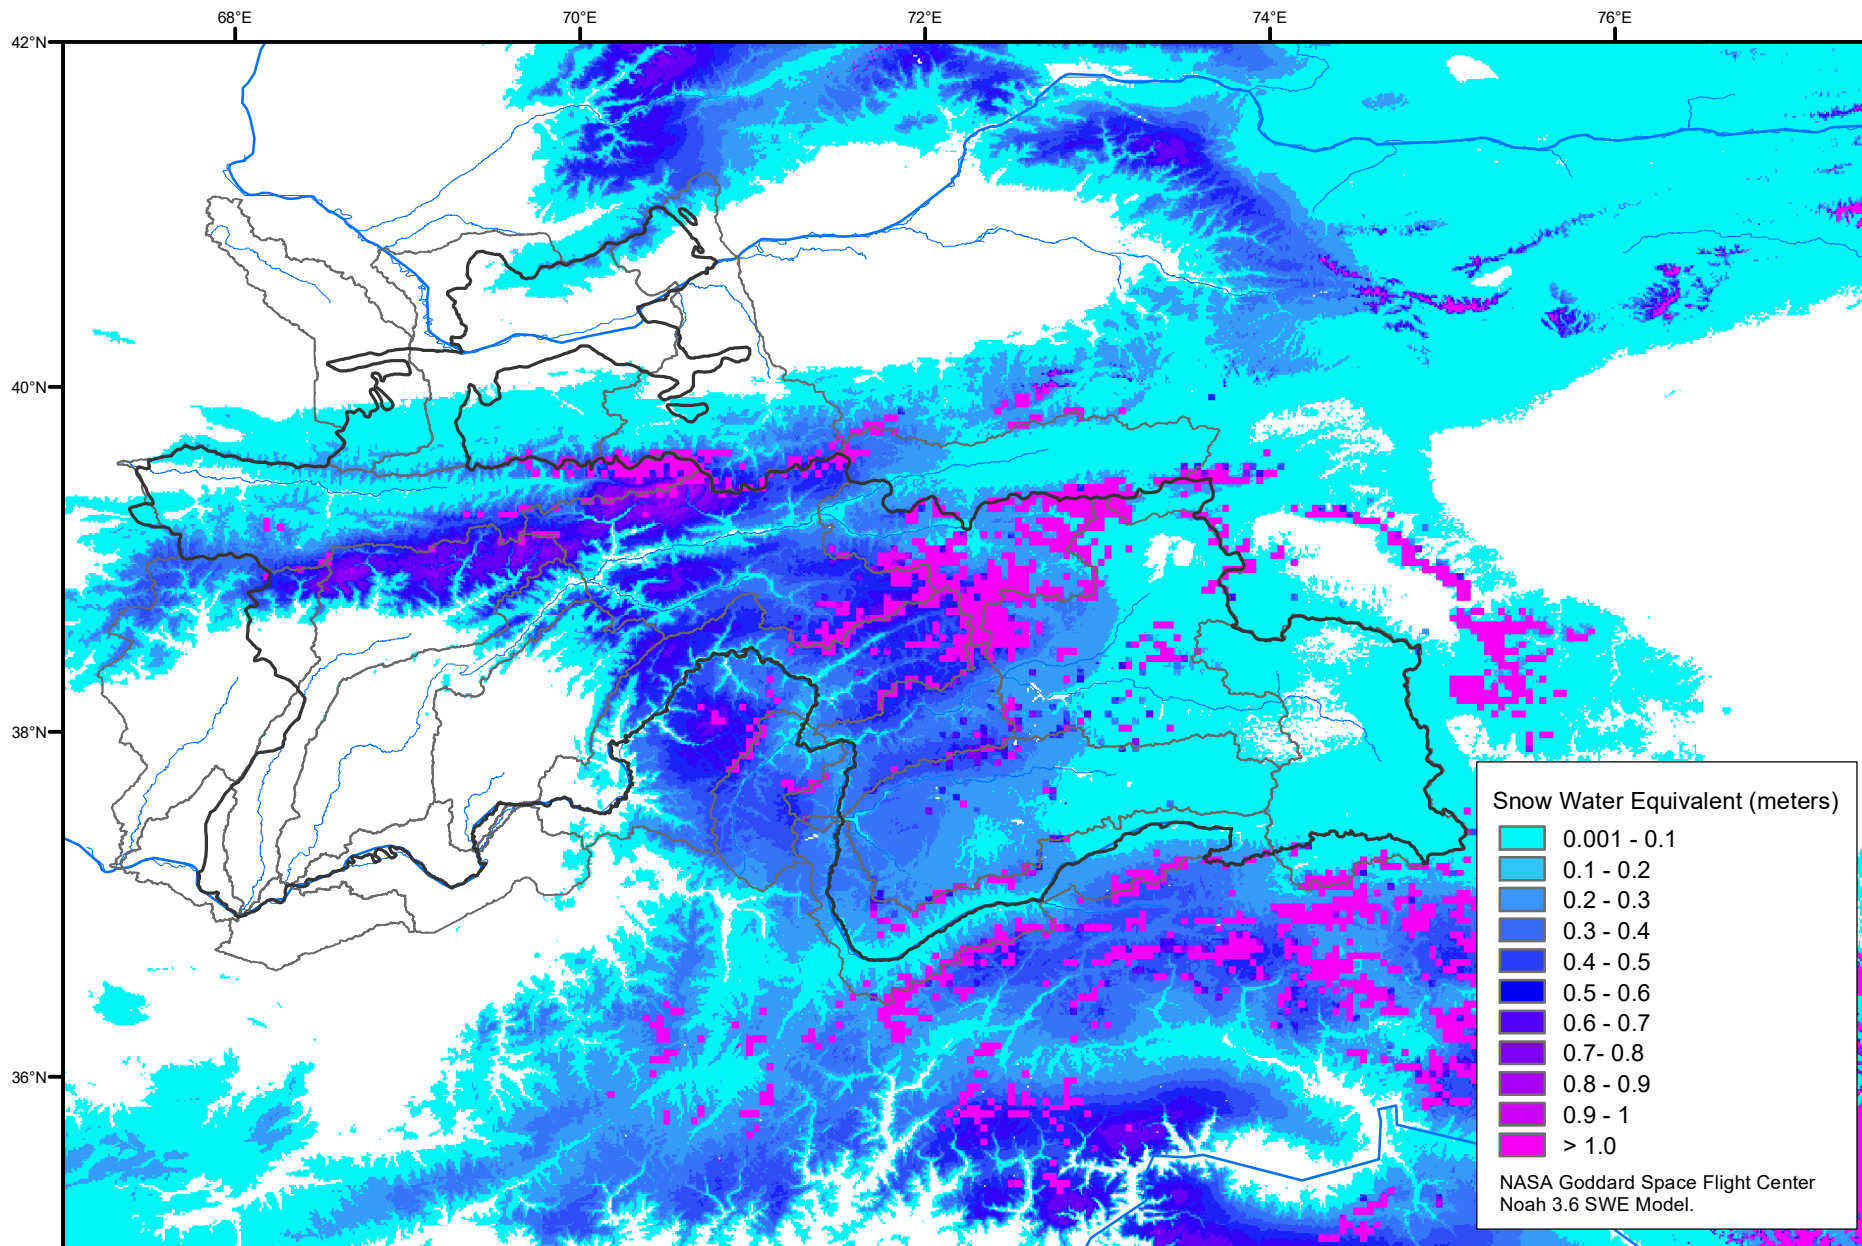 68°E 70°E 72°E 74°E 76°E
42°N
40°N
38°N
36°N
Snow Water Equivalent (meters)
0.001 - 0.1
0.1 - 0.2
0.2 - 0.3
0.3 - 0.4
0.4 - 0.5
0.5 - 0.6
0.6 - 0.7
0.7- 0.8
0.8 - 0.9
0.9 - 1
> 1.0
NASA Goddard Space Flight Center
Noah 3.6 SWE Model.